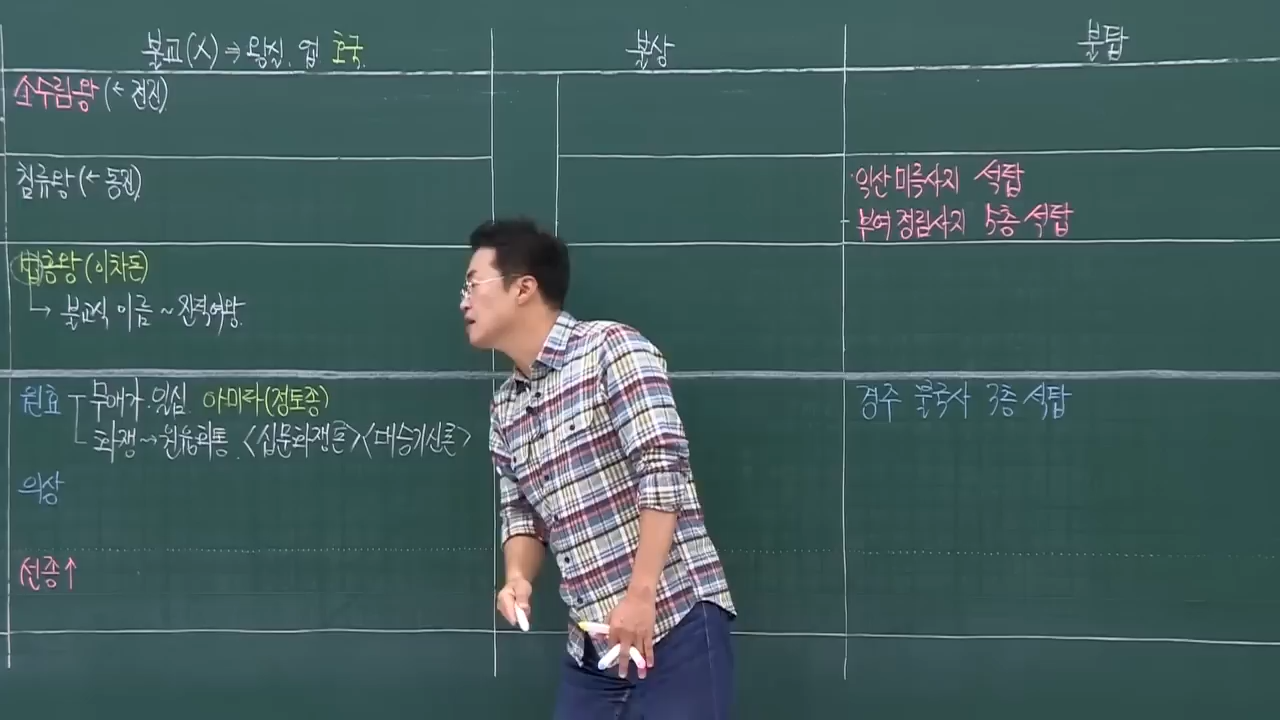 불교(人) → 왕실. 업 호국.
불상
불탑
소수림왕 (← 전진)
침류왕 (← 동진)
익산 미륵사지 석탑
부여 정림사지 5층 석탑
법흥왕 (이차돈)
→ 불교식 이름 ~ 진덕여왕.
원효 무애가. 일심. 아미타(정토종)
화쟁 → 원융회통. <십문화쟁론> <대승기신론>
경주 불국사 3층 석탑
의상
선종↑